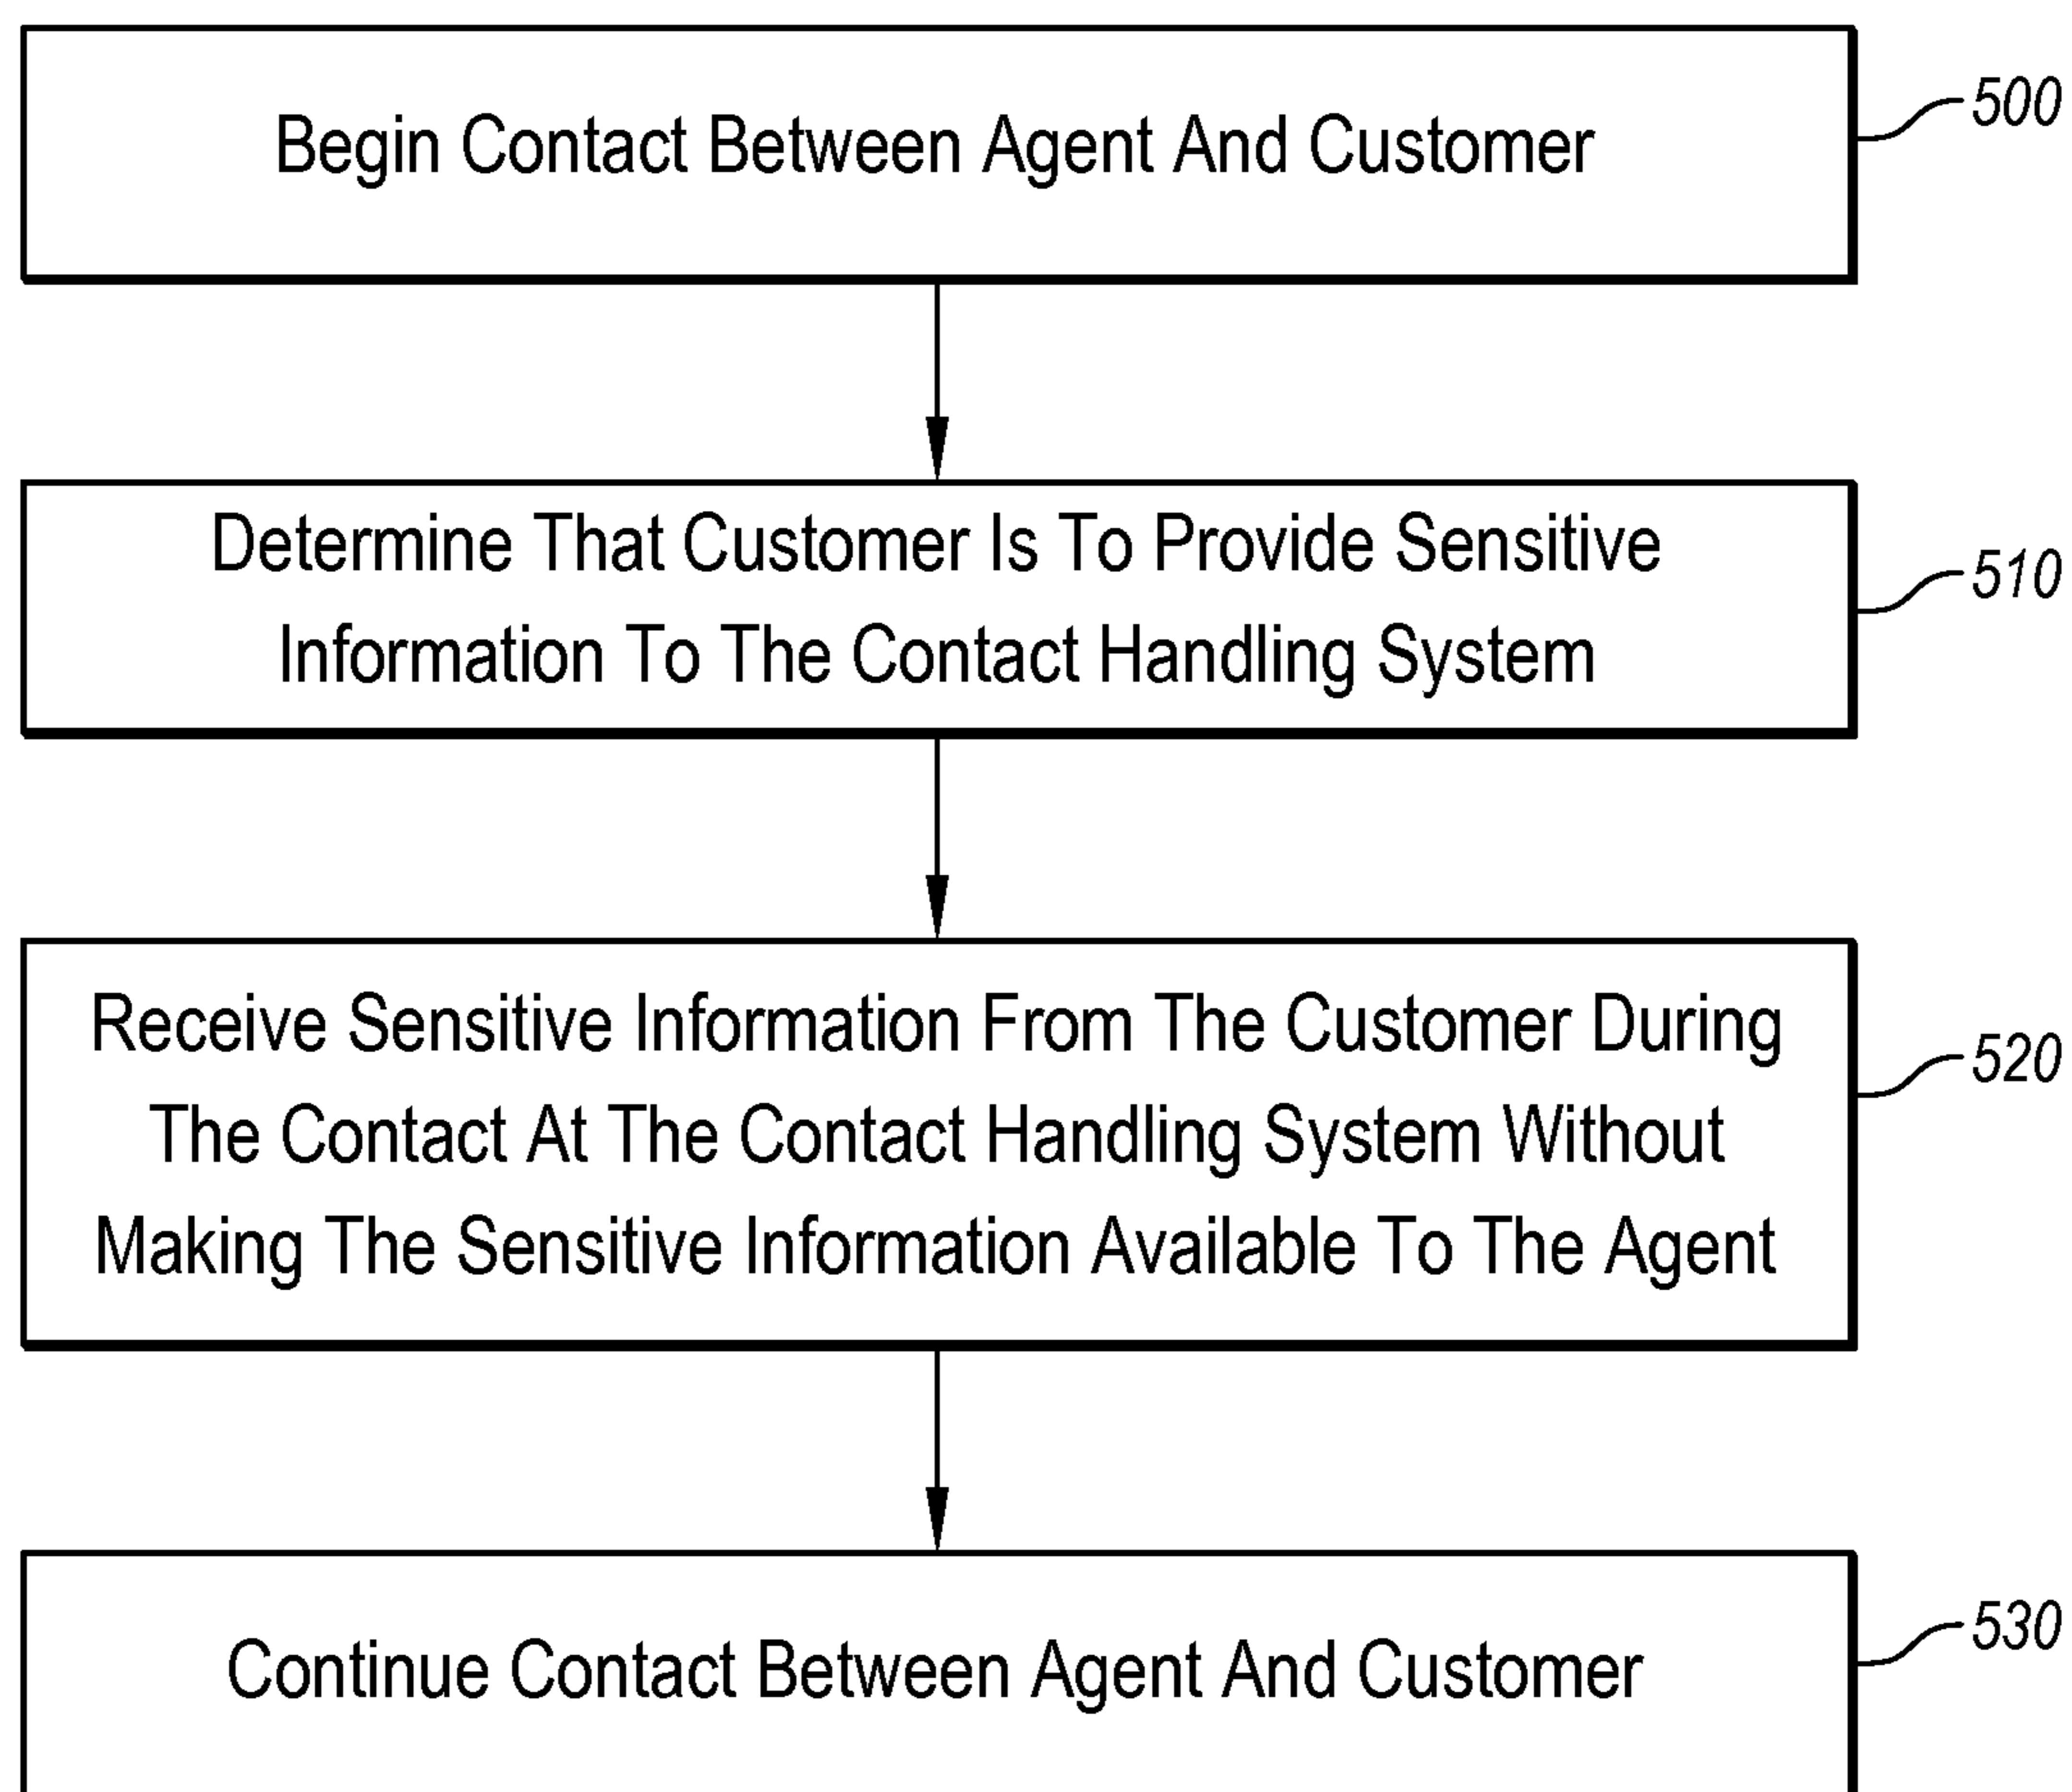 Begin Contact Between Agent And Customer
500
Determine That Customer Is To Provide Sensitive
Information To The Contact Handling System
510
Receive Sensitive Information From The Customer During
The Contact At The Contact Handling System Without
Making The Sensitive Information Available To The Agent
520
Continue Contact Between Agent And Customer
530